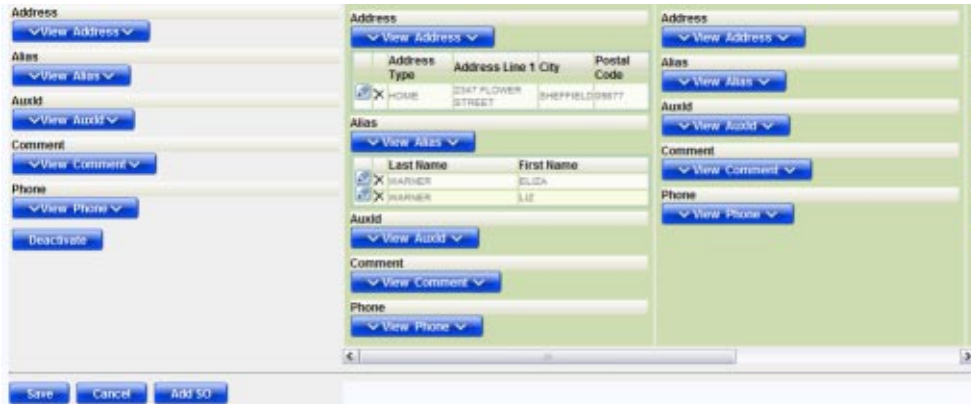 Address
View Address
Alias
View Alias
AuxId
View AuxId
Comment
View Comment
Phone
View Phone
Deactivate
Address
View Address
Address Type Address Line 1 City Postal Code
HOME 2347 FLOWER STREET SHEFFIELD 09877
Alias
View Alias
Last Name First Name
WARNER ELIZA
WARNER LIZ
AuxId
View AuxId
Comment
View Comment
Phone
View Phone
Address
View Address
Alias
View Alias
AuxId
View AuxId
Comment
View Comment
Phone
View Phone
Save Cancel Add SO